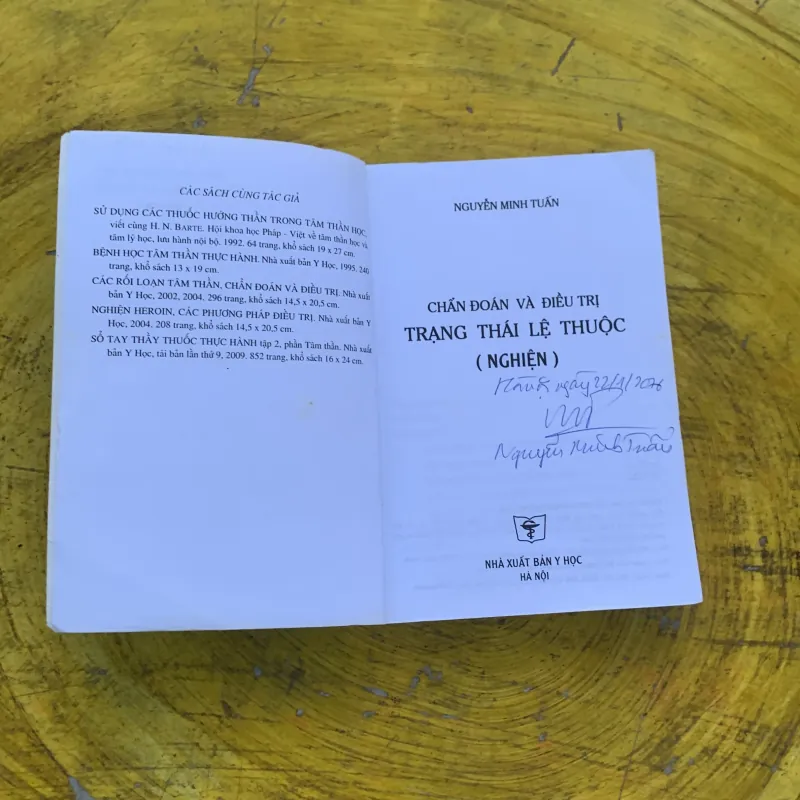 CÁC SÁCH CÙNG TÁC GIẢ
SỬ DỤNG CÁC THUỐC HƯỚNG THẦN TRONG TÂM THẦN HỌC,
viết cùng H. N. BARTE. Hội khoa học Pháp - Việt về tâm thần học và
tâm lý học, lưu hành nội bộ. 1992. 64 trang, khổ sách 19 x 27 cm.
BỆNH HỌC TÂM THẦN THỰC HÀNH. Nhà xuất bản Y Học, 1995. 240
trang, khổ sách 13 x 19 cm.
CÁC RỐI LOẠN TÂM THẦN, CHẨN ĐOÁN VÀ ĐIỀU TRỊ. Nhà xuất
bản Y Học, 2002, 2004. 296 trang, khổ sách 14,5 x 20,5 cm.
NGHIỆN HEROIN, CÁC PHƯƠNG PHÁP ĐIỀU TRỊ. Nhà xuất bản Y
Học, 2004. 208 trang, khổ sách 14,5 x 20,5 cm.
SỔ TAY THẦY THUỐC THỰC HÀNH tập 2, phần Tâm thần. Nhà xuất
bản Y Học, tái bản lần thứ 9, 2009. 852 trang, khổ sách 16 x 24 cm.
NGUYỄN MINH TUẤN
CHẨN ĐOÁN VÀ ĐIỀU TRỊ
TRẠNG THÁI LỆ THUỘC
( NGHIỆN )
ngày
Nguyễn Minh Tuấn
NHÀ XUẤT BẢN Y HỌC
HÀ NỘI